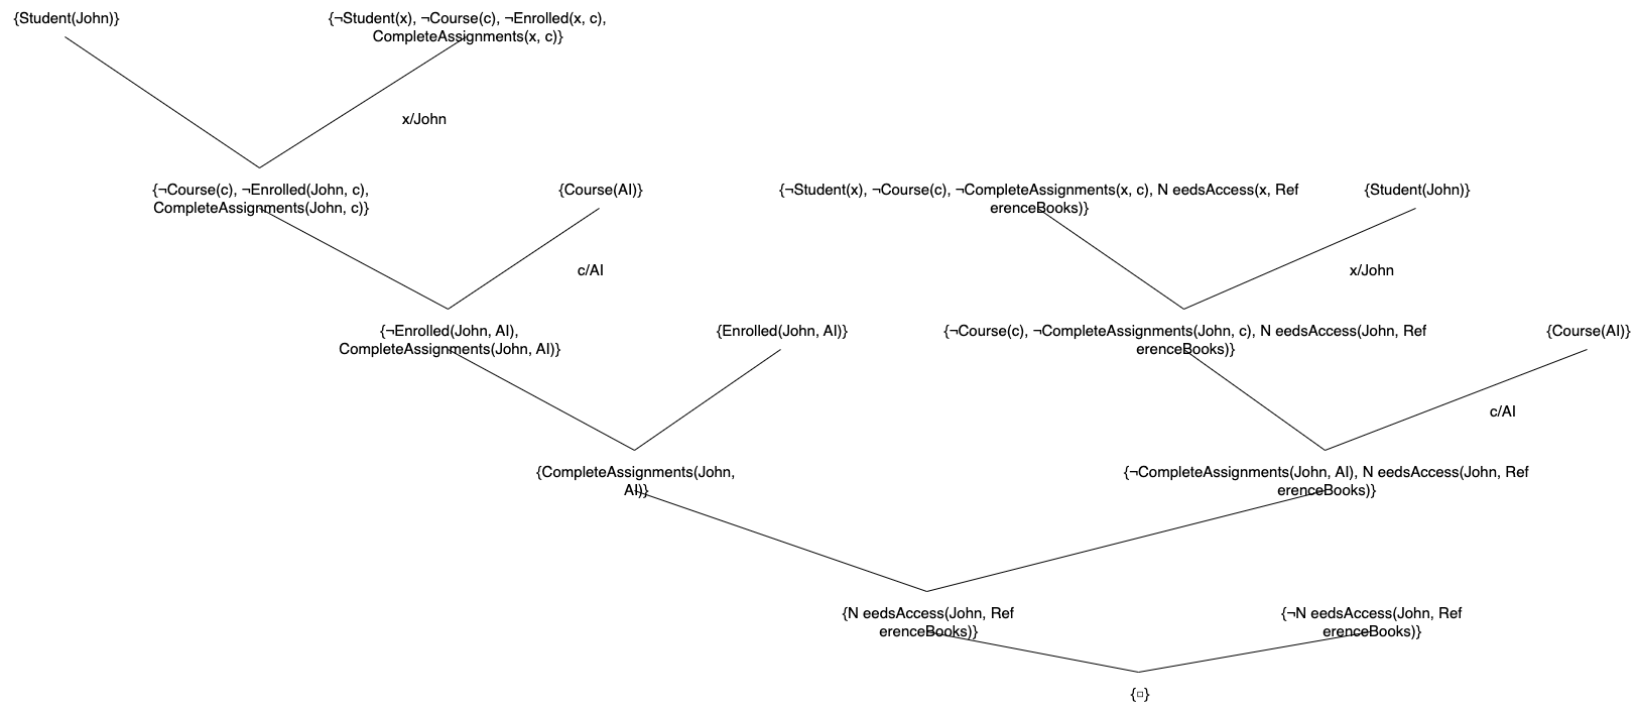 {Student(John)}
{¬Student(x), ¬Course(c), ¬Enrolled(x, c),
CompleteAssignments(x, c)}
x/John
{¬Course(c), ¬Enrolled(John, c),
CompleteAssignments(John, c)}
{Course(AI)}
{¬Student(x), ¬Course(c), ¬CompleteAssignments(x, c), N eedsAccess(x, Ref
erenceBooks)}
{Student(John)}
c/AI
x/John
{¬Enrolled(John, AI),
CompleteAssignments(John, AI)}
{Enrolled(John, AI)}
{¬Course(c), ¬CompleteAssignments(John, c), N eedsAccess(John, Ref
erenceBooks)}
{Course(AI)}
c/AI
{CompleteAssignments(John,
AI)}
{¬CompleteAssignments(John, AI), N eedsAccess(John, Ref
erenceBooks)}
{N eedsAccess(John, Ref
erenceBooks)}
{¬N eedsAccess(John, Ref
erenceBooks)}
{□}